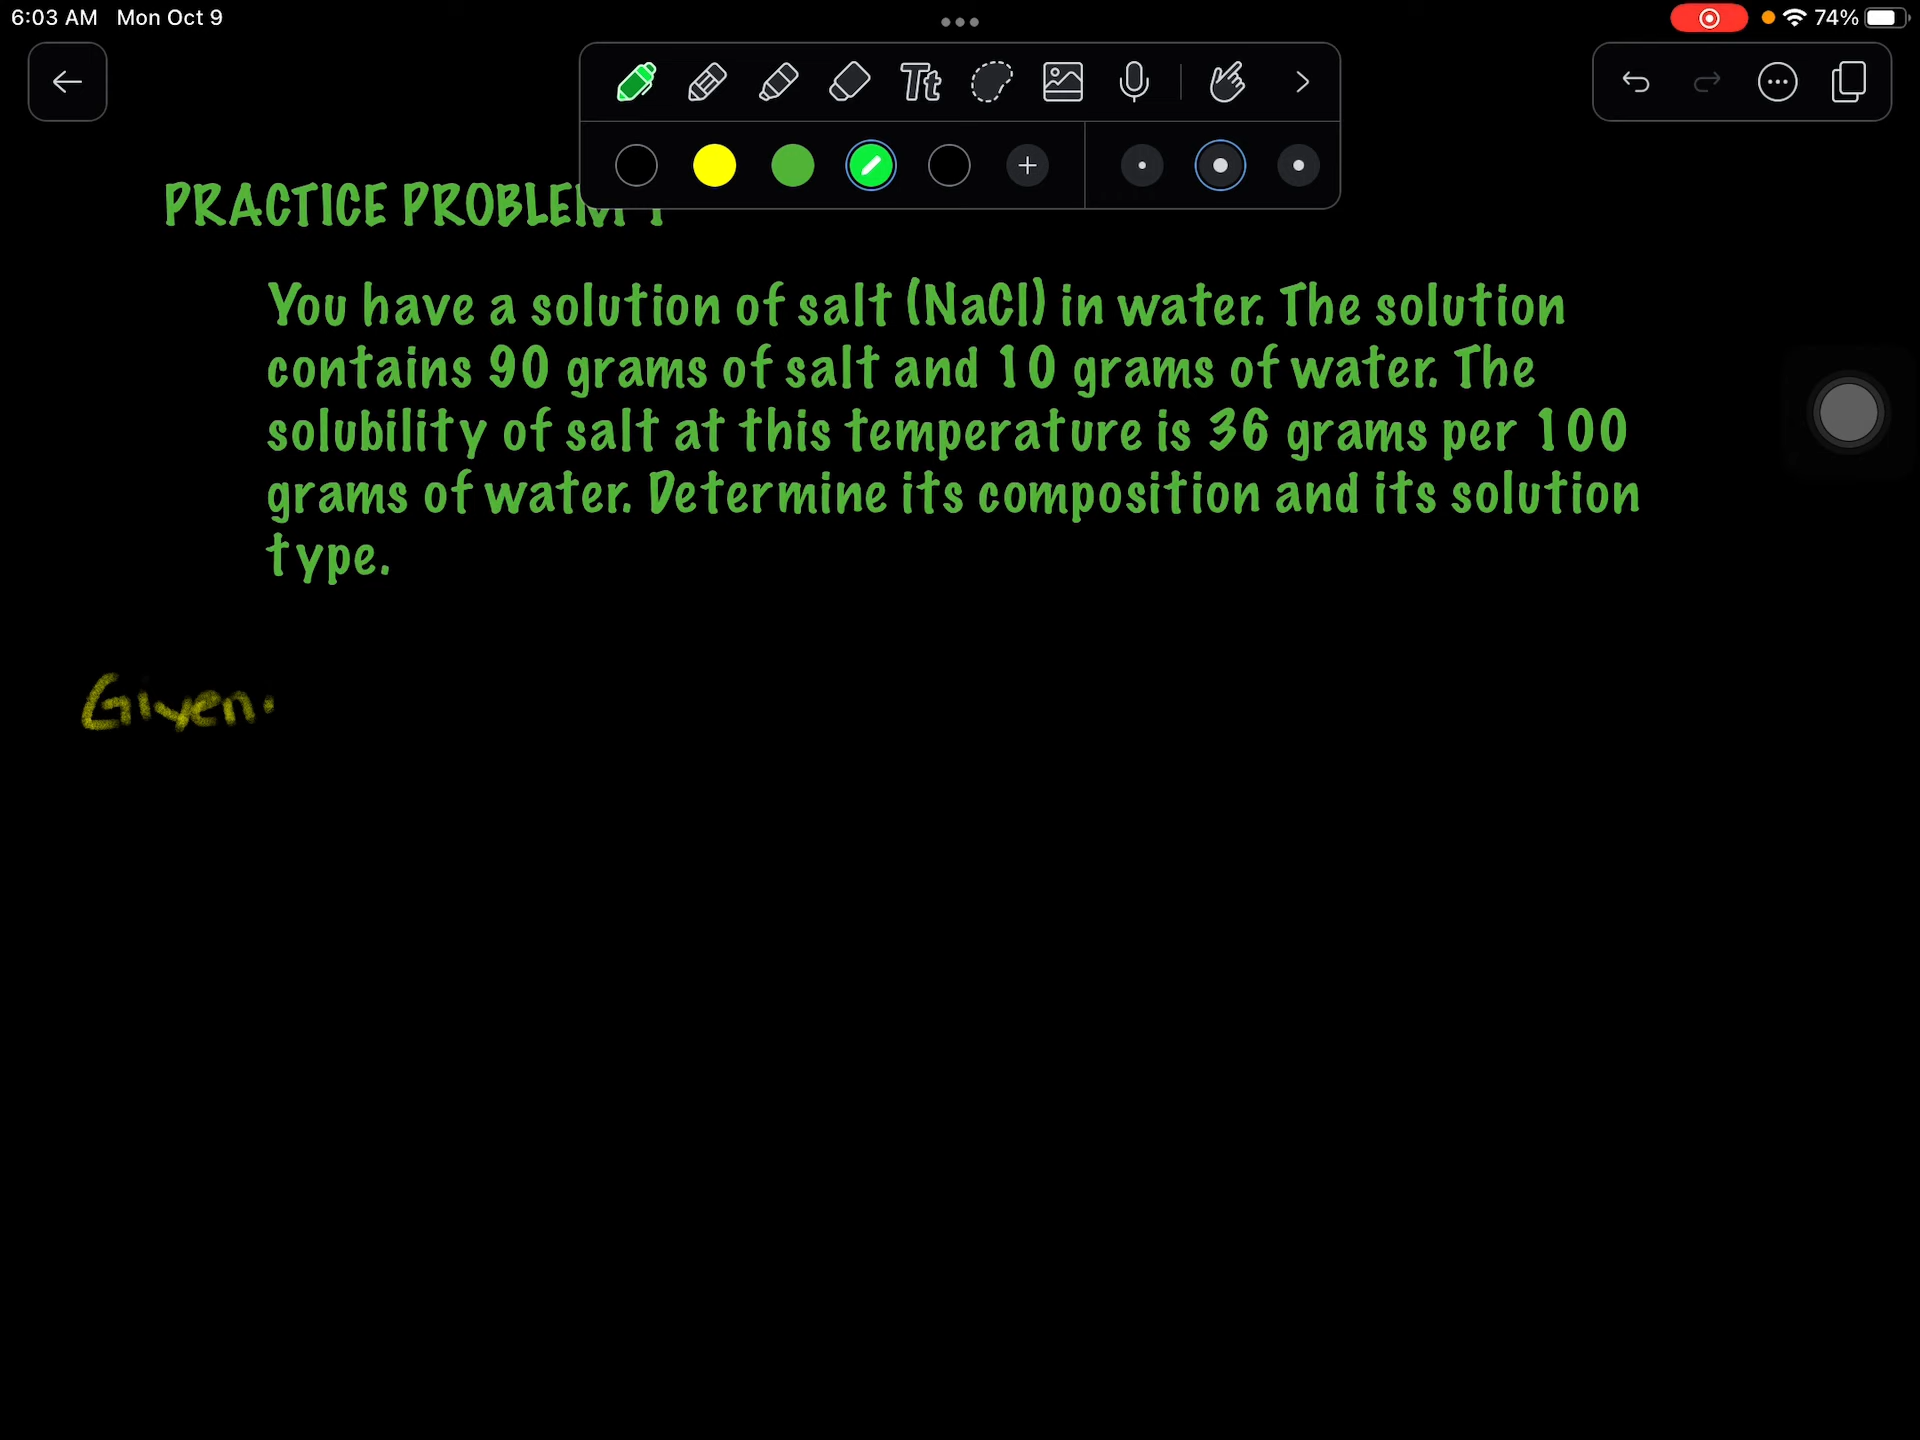 6:03 AM Mon Oct 9
74%
Tt
PRACTICE PROBLEM 1
You have a solution of salt (NaCl) in water. The solution
contains 90 grams of salt and 10 grams of water. The
solubility of salt at this temperature is 36 grams per 100
grams of water. Determine its composition and its solution
type.
Given: